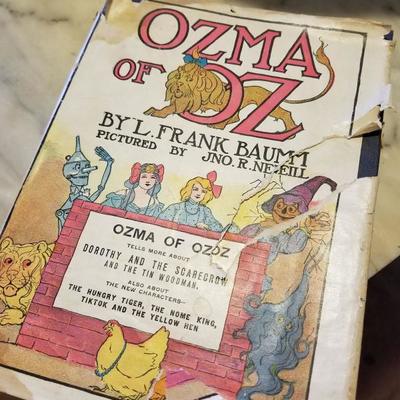 OZMA
OF OZ
BY L. FRANK BAUM
PICTURED BY JNO. R. NEILL
OZMA OF OZ
TELLS MORE ABOUT
DOROTHY AND THE SCARECROW
AND THE TIN WOODMAN,
ALSO ABOUT
THE NEW CHARACTERS—
THE HUNGRY TIGER, THE NOME KING,
TIKTOK AND THE YELLOW HEN